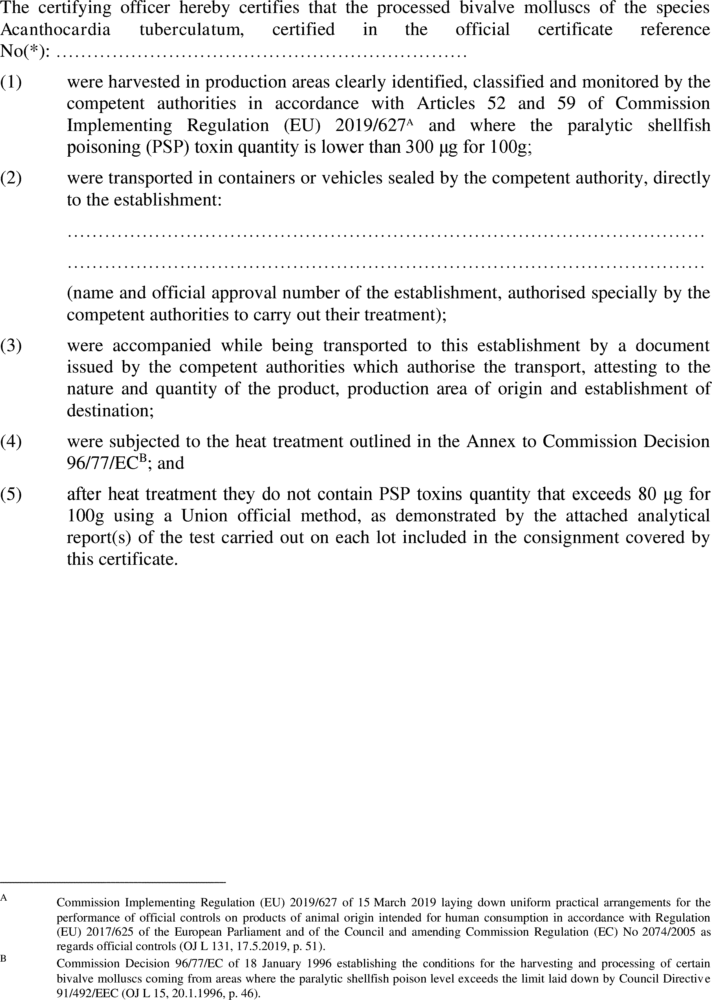 The certifying officer hereby certifies that the processed bivalve molluscs of the species
Acanthocardia tuberculatum, certified in the official certificate reference
No(*): ..................................................................
(1) were harvested in production areas clearly identified, classified and monitored by the
competent authorities in accordance with Articles 52 and 59 of Commission
Implementing Regulation (EU) 2019/627ᴬ and where the paralytic shellfish
poisoning (PSP) toxin quantity is lower than 300 µg for 100g;
(2) were transported in containers or vehicles sealed by the competent authority, directly
to the establishment:
......................................................................................................
......................................................................................................
(name and official approval number of the establishment, authorised specially by the
competent authorities to carry out their treatment);
(3) were accompanied while being transported to this establishment by a document
issued by the competent authorities which authorise the transport, attesting to the
nature and quantity of the product, production area of origin and establishment of
destination;
(4) were subjected to the heat treatment outlined in the Annex to Commission Decision
96/77/ECᴮ; and
(5) after heat treatment they do not contain PSP toxins quantity that exceeds 80 µg for
100g using a Union official method, as demonstrated by the attached analytical
report(s) of the test carried out on each lot included in the consignment covered by
this certificate.
A Commission Implementing Regulation (EU) 2019/627 of 15 March 2019 laying down uniform practical arrangements for the
performance of official controls on products of animal origin intended for human consumption in accordance with Regulation
(EU) 2017/625 of the European Parliament and of the Council and amending Commission Regulation (EC) No 2074/2005 as
regards official controls (OJ L 131, 17.5.2019, p. 51).
B Commission Decision 96/77/EC of 18 January 1996 establishing the conditions for the harvesting and processing of certain
bivalve molluscs coming from areas where the paralytic shellfish poison level exceeds the limit laid down by Council Directive
91/492/EEC (OJ L 15, 20.1.1996, p. 46).